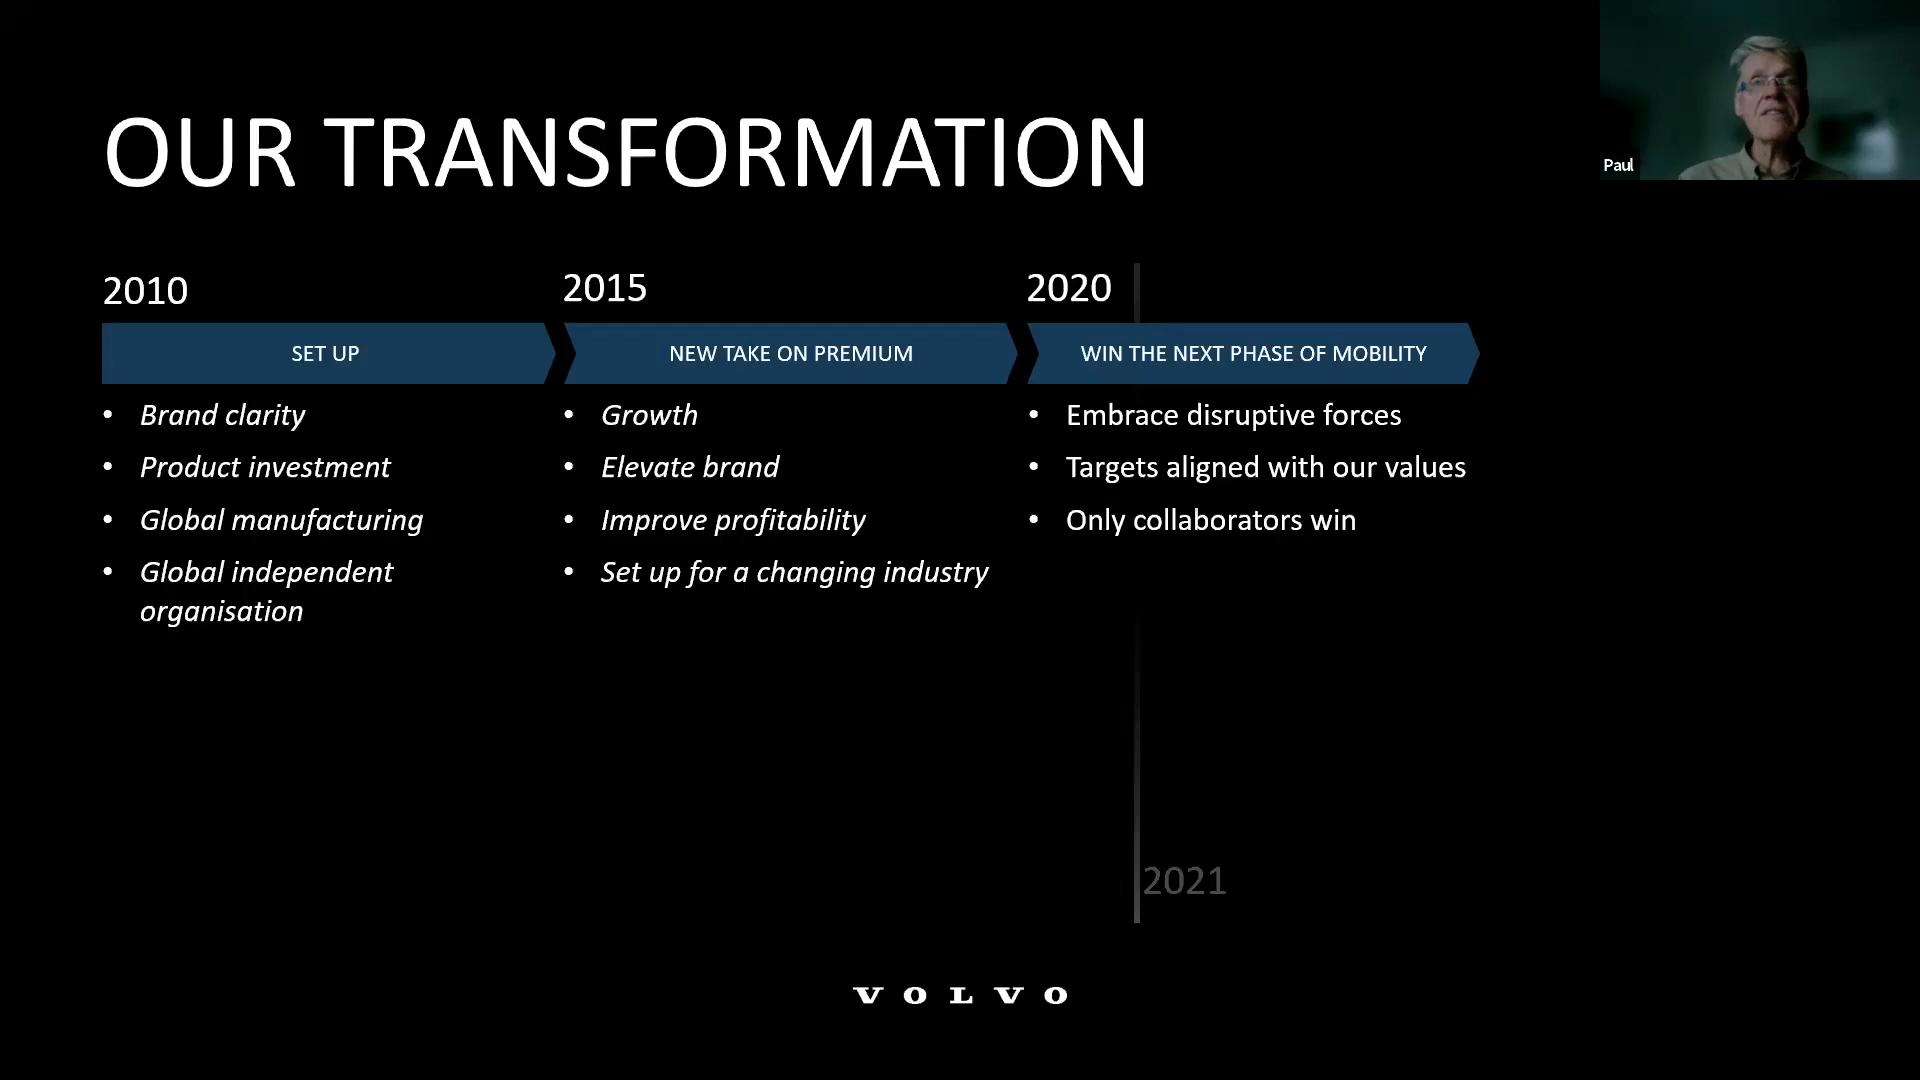 OUR TRANSFORMATION
Paul
2010
2015
2020
SET UP
NEW TAKE ON PREMIUM
WIN THE NEXT PHASE OF MOBILITY
• Brand clarity
• Product investment
• Global manufacturing
• Global independent
organisation
• Growth
• Elevate brand
• Improve profitability
• Set up for a changing industry
• Embrace disruptive forces
• Targets aligned with our values
• Only collaborators win
2021
VOLVO